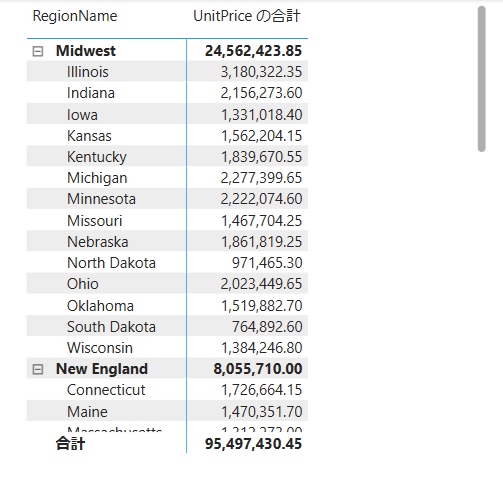 RegionName UnitPrice の合計
Midwest 24,562,423.85
Illinois 3,180,322.35
Indiana 2,156,273.60
Iowa 1,331,018.40
Kansas 1,562,204.15
Kentucky 1,839,670.55
Michigan 2,277,399.65
Minnesota 2,222,074.60
Missouri 1,467,704.25
Nebraska 1,861,819.25
North Dakota 971,465.30
Ohio 2,023,449.65
Oklahoma 1,519,882.70
South Dakota 764,892.60
Wisconsin 1,384,246.80
New England 8,055,710.00
Connecticut 1,726,664.15
Maine 1,470,351.70
Massachusetts
合計 95,497,430.45